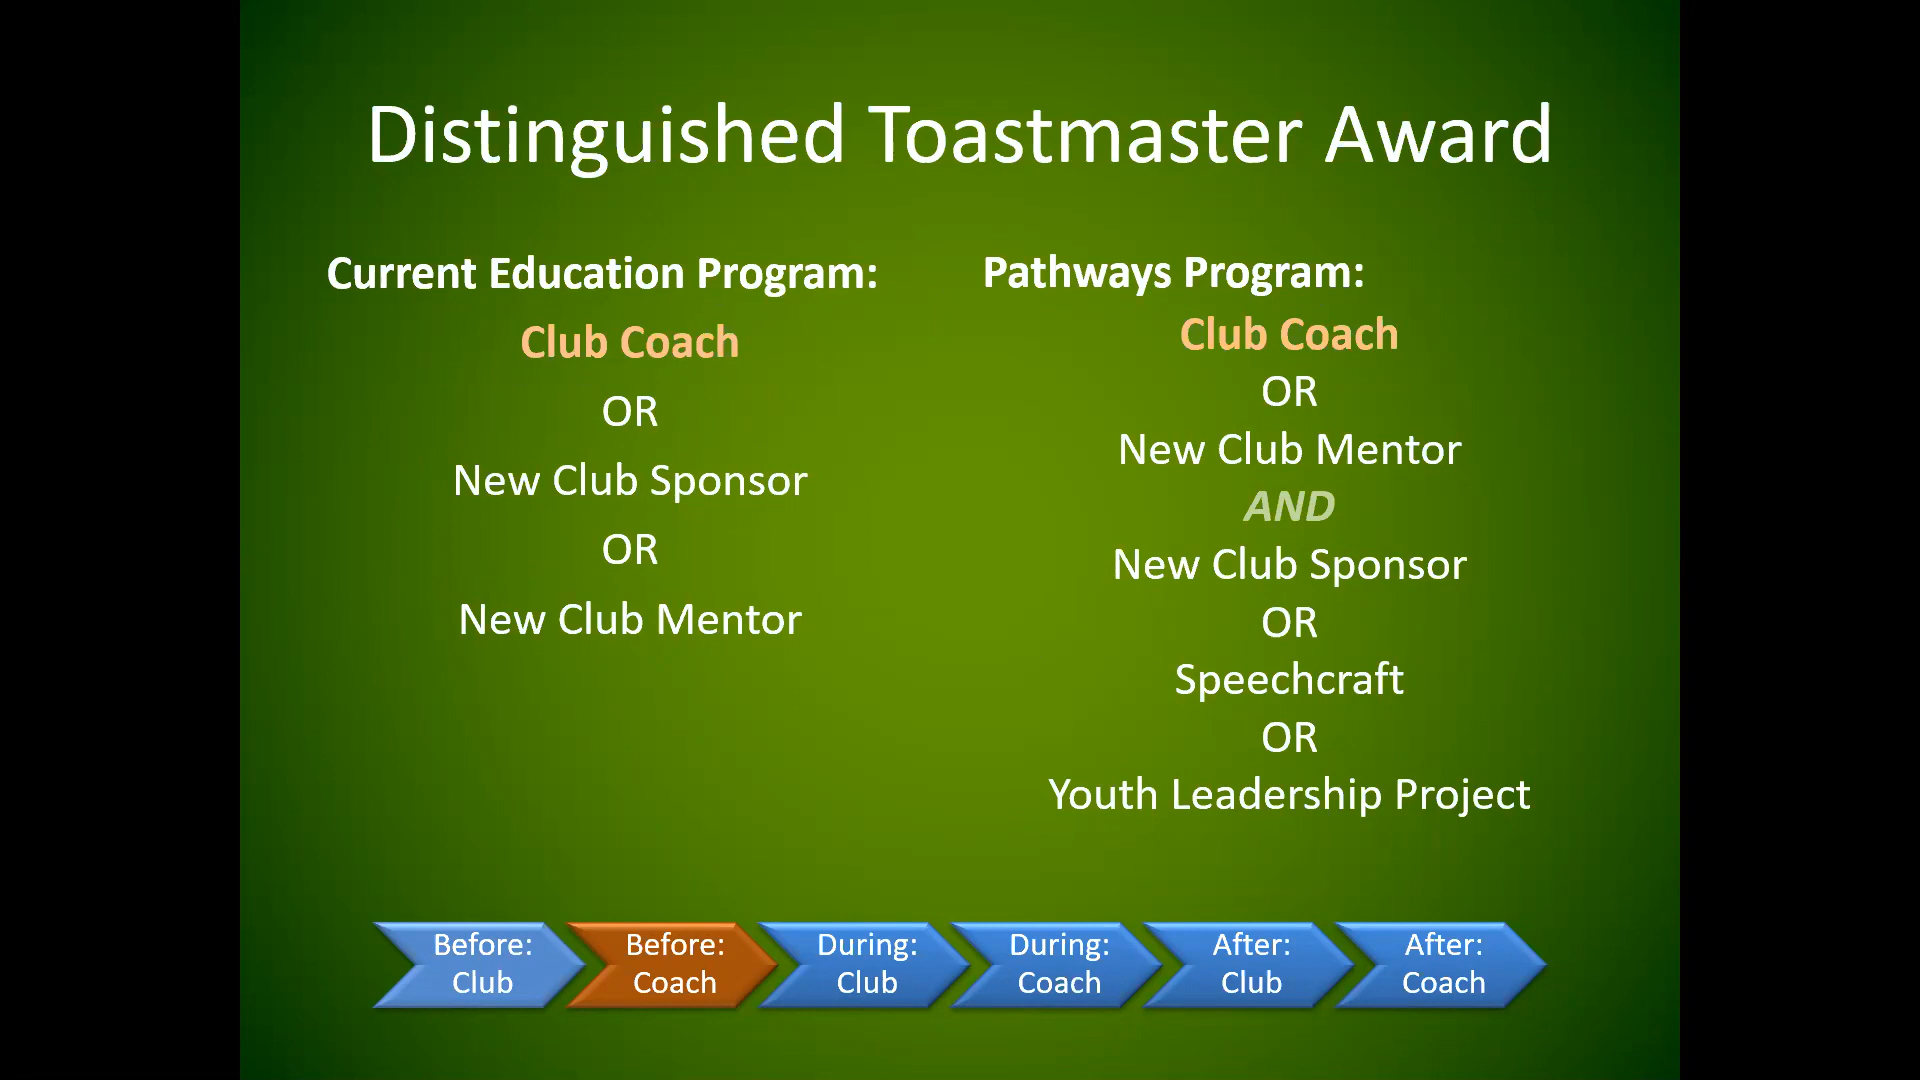 Distinguished Toastmaster Award
Current Education Program:
Club Coach
OR
New Club Sponsor
OR
New Club Mentor
Pathways Program:
Club Coach
OR
New Club Mentor
AND
New Club Sponsor
OR
Speechcraft
OR
Youth Leadership Project
Before:
Club
Before:
Coach
During:
Club
During:
Coach
After:
Club
After:
Coach